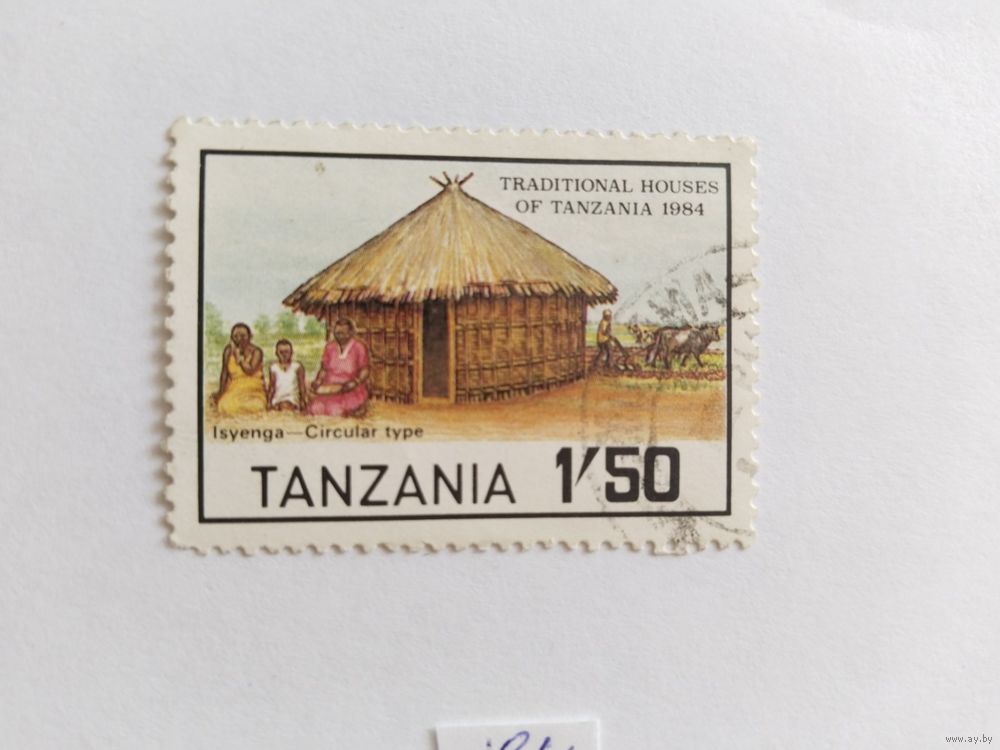 TRADITIONAL HOUSES
OF TANZANIA 1984
Isyenga—Circular type
TANZANIA 1/50
www.ay.by